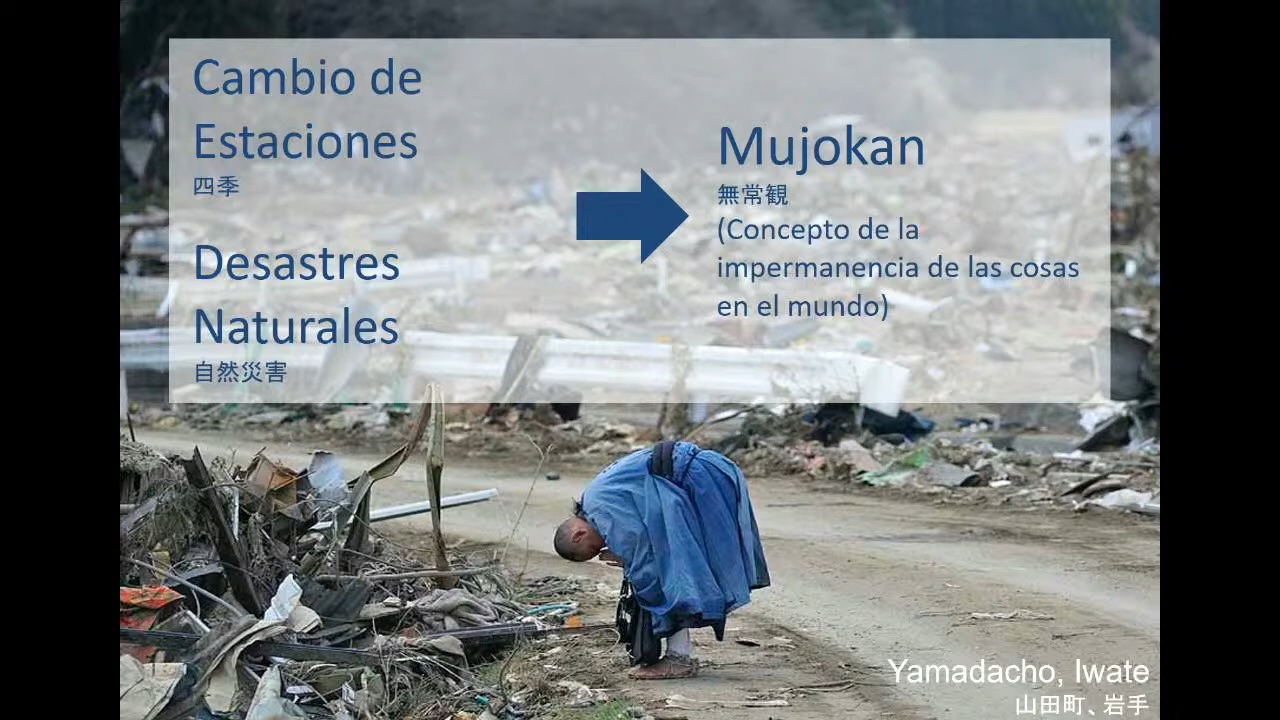 Cambio de
Estaciones
四季
Desastres
Naturales
自然災害
Mujokan
無常観
(Concepto de la
impermanencia de las cosas
en el mundo)
Yamadacho, Iwate
山田町、岩手